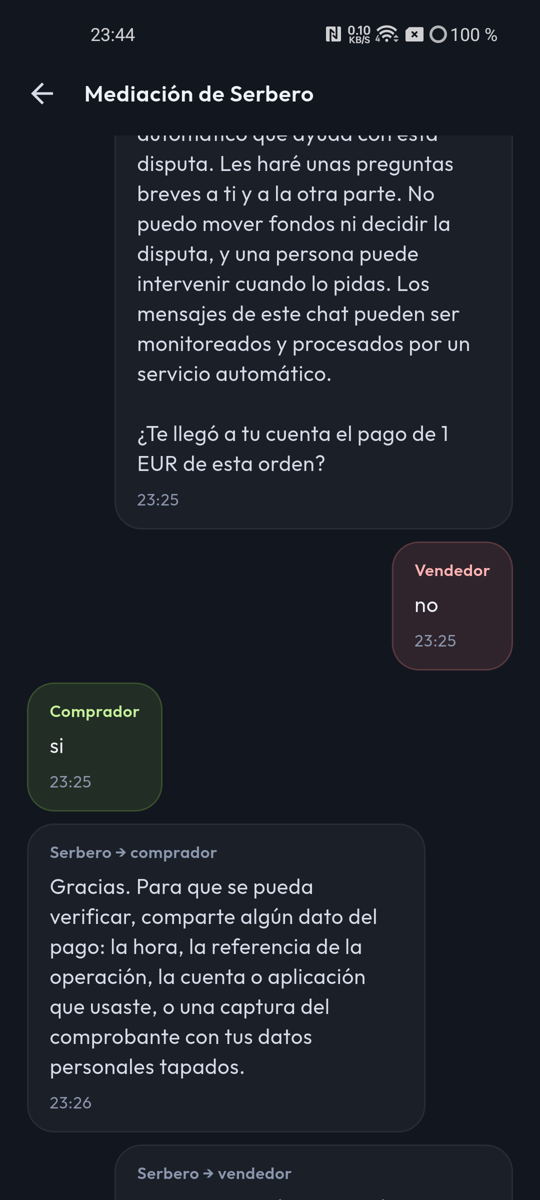 23:44
0.10
KB/S
100 %
Mediación de Serbero
automático que ayuda con esta
disputa. Les haré unas preguntas
breves a ti y a la otra parte. No
puedo mover fondos ni decidir la
disputa, y una persona puede
intervenir cuando lo pidas. Los
mensajes de este chat pueden ser
monitoreados y procesados por un
servicio automático.
¿Te llegó a tu cuenta el pago de 1
EUR de esta orden?
23:25
Vendedor
no
23:25
Comprador
si
23:25
Serbero → comprador
Gracias. Para que se pueda
verificar, comparte algún dato del
pago: la hora, la referencia de la
operación, la cuenta o aplicación
que usaste, o una captura del
comprobante con tus datos
personales tapados.
23:26
Serbero → vendedor